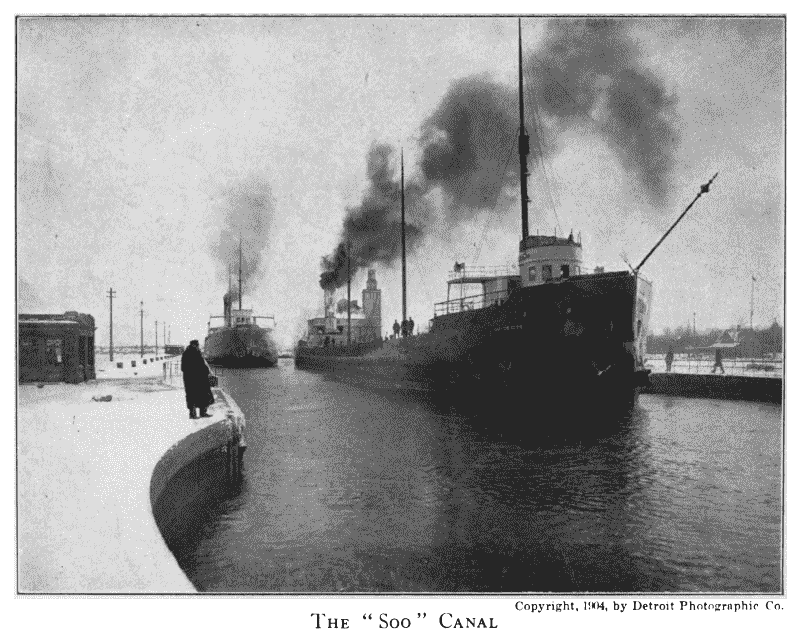 Copyright, 1904, by Detroit Photographic Co.
The “Soo” Canal